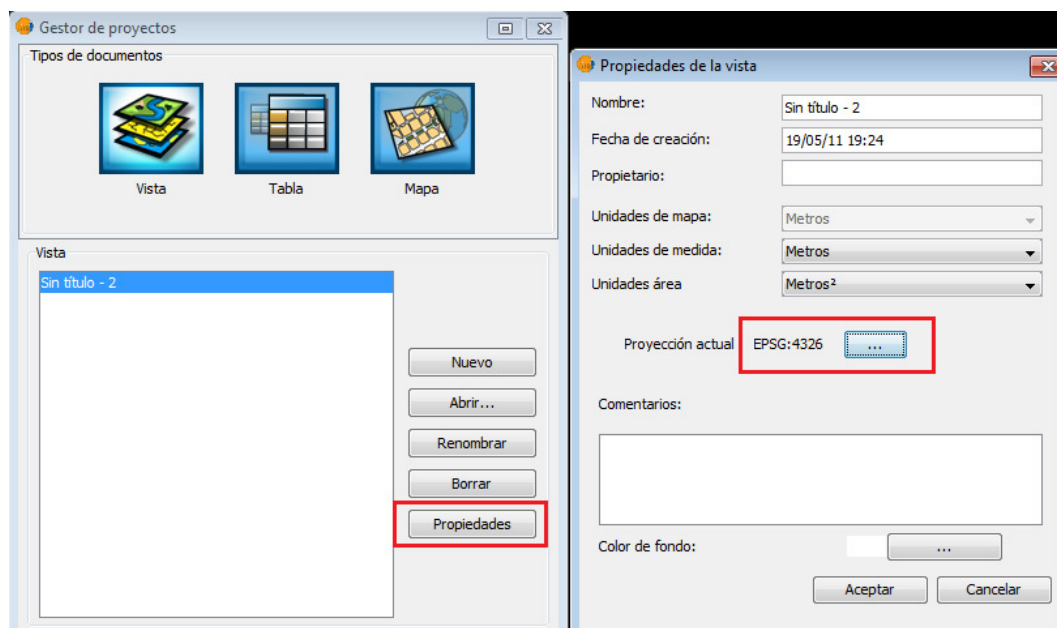 Gestor de proyectos
Tipos de documentos
Vista
Tabla
Mapa
Vista
Sin título - 2
Nuevo
Abrir...
Renombrar
Borrar
Propiedades
Propiedades de la vista
Nombre:
Sin título - 2
Fecha de creación:
19/05/11 19:24
Propietario:
Unidades de mapa:
Metros
Unidades de medida:
Metros
Unidades área
Metros²
Proyección actual EPSG:4326 ...
Comentarios:
Color de fondo:
...
Aceptar
Cancelar